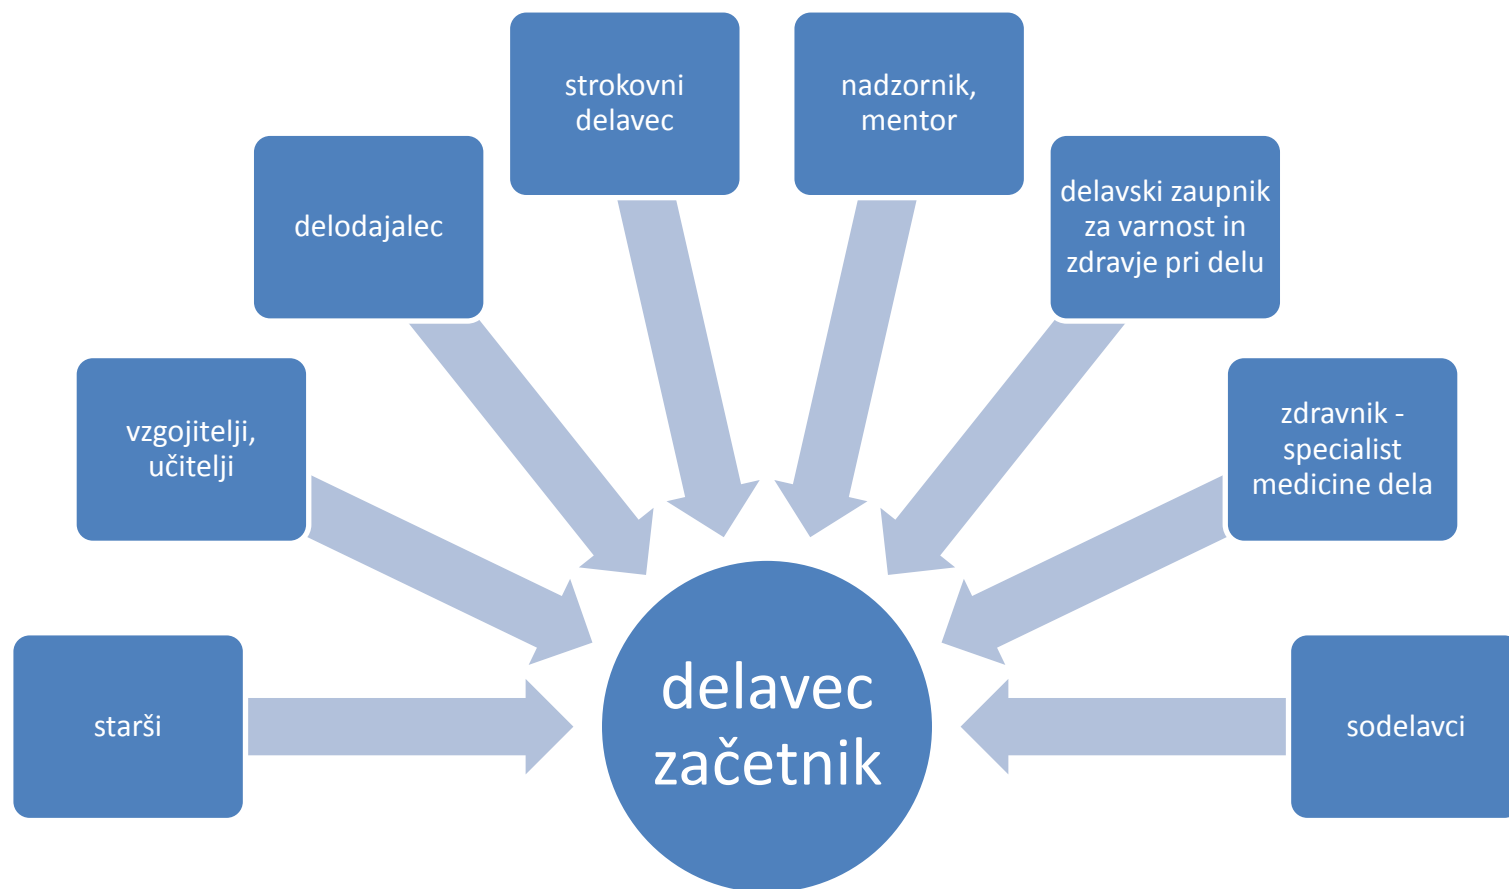 strokovni
delavec
nadzornik,
mentor
delodajalec
delavski zaupnik
za varnost in
zdravje pri delu
vzgojitelji,
učitelji
zdravnik -
specialist
medicine dela
starši
delavec
začetnik
sodelavci